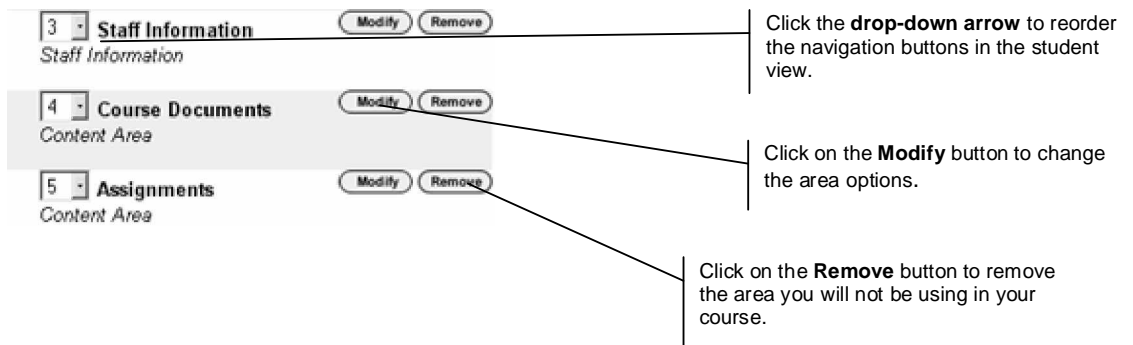 3 Staff Information Modify Remove
Staff Information
4 Course Documents Modify Remove
Content Area
5 Assignments Modify Remove
Content Area
Click the drop-down arrow to reorder
the navigation buttons in the student
view.
Click on the Modify button to change
the area options.
Click on the Remove button to remove
the area you will not be using in your
course.